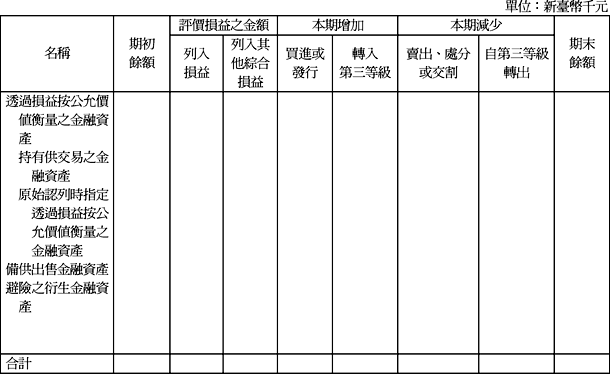 單位：新臺幣千元
名稱
期初
餘額
評價損益之金額
本期增加
本期減少
期末
餘額
列入
損益
列入其
他綜合
損益
買進或
發行
轉入
第三等級
賣出、處分
或交割
自第三等級
轉出
透過損益按公允價
值衡量之金融資
產
持有供交易之金
融資產
原始認列時指定
透過損益按公
允價值衡量之
金融資產
備供出售金融資產
避險之衍生金融資
產
合計